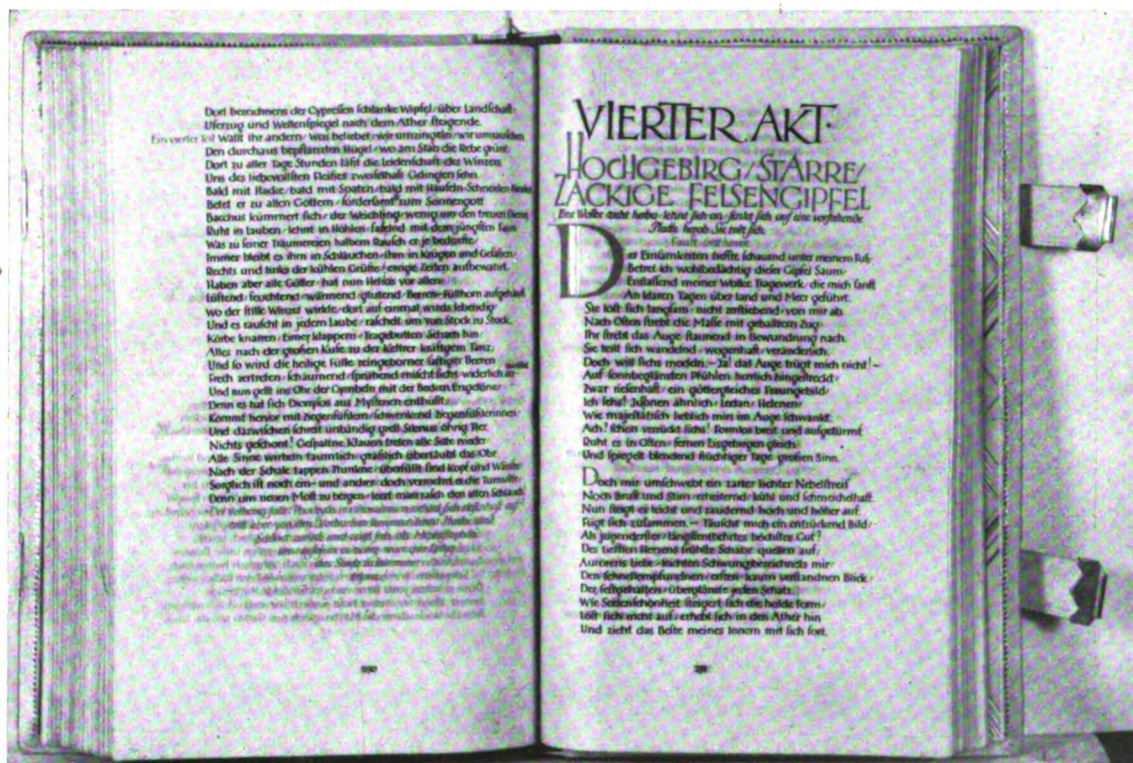 Dort bezeichnens der Cypressen schlanke Wipfel/über Landschaft/
Uferzug und Wellenspiegel nach dem Äther steigende.
Ein vierter Teil Wallt ihr andern/was beliebet/wir umzingeln/wir umrauschen
Den durchaus bepflanzten Hügel/wo am Stab die Rebe grünt.
Dort zu aller Tage Stunden läßt die Leidenschaft des Winzers
Uns des liebevollsten Fleißes zweifelhaft Gelingen sehn.
Bald mit Hacke/bald mit Spaten/bald mit Häufeln/Schneiden/Binden
Betet er zu allen Göttern/fördersamst zum Sonnengott
Bacchus kümmert sich/der Weichling/wenig um den treuen Diener
Ruht in Lauben/lehnt in Höhlen/faselnd mit dem jüngsten Faun
Was zu seiner Träumereien halbem Rausch er je bedurfte/
Immer bleibt es ihm in Schläuchen/ihm in Krügen und Gefäßen/
Rechts und links der kühlen Grüfte/ewige Zeiten aufbewahrt.
Haben aber alle Götter/hat nun Helios vor allen/
Lüftend/feuchtend/wärmend/glutend/Beeren-Füllhorn aufgehäuft
Wo der stille Winzer wirkte/dort auf einmal wirds lebendig/
Und es rauscht in jedem Laube/raschelt um von Stock zu Stock.
Körbe knarren/Eimer klappern/Tragebutten ächzen hin/
Alles nach der großen Kufe zu der Keltrer kräftigem Tanz,
Und so wird die heilige Fülle reingeborner saftiger Beeren
Frech zertreten/schäumend/sprühend mischt sichs/widerlich
Und nun gellt ins Ohr der Cymbeln mit der Becken Erzgetöne/
Denn es hat sich Dionysos aus Mysterien enthüllt/
Kommt hervor mit Ziegenfüßlern/schwenkend Ziegenfüßlerinnen/
Und dazwischen schreit unbändig grell Silenus öhrig Tier.
Nichts geschont! Gespaltne Klauen treten alle Sitte nieder/
Alle Sinne wirbeln taumlich/gräßlich übertäubt das Ohr.
Nach der Schale tappen Trunkne/überfüllt sind Kopf und Wänste/
Sorglich ist noch ein- und andrer/doch vermehrt er die Tumulte/
Denn um neuen Most zu bergen/leert man rasch den alten Schlauch!
290
VIERTER AKT.
HOCHGEBIRG/STARRE/
ZACKIGE FELSENGIPFEL
Eine Wolke zieht herbei/lehnt sich an/senkt sich auf eine vorstehende
Platte herab. Sie teilt sich.
Faust tritt hervor.
Der Einsamkeiten tiefste schauend unter meinem Fuß/
Betret ich wohlbedächtig dieser Gipfel Saum/
Entlassend meiner Wolke Tragewerk/die mich sanft
An klaren Tagen über Land und Meer geführt.
Sie löst sich langsam/nicht zerstiebend/von mir ab.
Nach Osten strebt die Masse mit geballtem Zug/
Ihr strebt das Auge staunend in Bewundrung nach.
Sie teilt sich wandelnd/wogenhaft/veränderlich.
Doch will sichs modeln.– Ja! das Auge trügt mich nicht!–
Auf sonnbeglänzten Pfühlen herrlich hingestreckt/
Zwar riesenhaft/ein göttergleiches Fraungebild/
Ich sehs! Junonen ähnlich/Ledan/Helenen/
Wie majestätisch lieblich mirs im Auge schwankt.
Ach! schon verrückt sichs! Formlos breit und aufgetürmt
Ruht es in Osten/fernen Eisgebirgen gleich/
Und spiegelt blendend flüchtiger Tage großen Sinn.
Doch mir umschwebt ein zarter lichter Nebelstreif
Noch Brust und Stirn/erheiternd/kühl und schmeichelhaft.
Nun steigt es leicht und zaudernd hoch und höher auf/
Fügt sich zusammen.– Täuscht mich ein entzückend Bild/
Als jugenderstes/längstentbehrtes höchstes Gut?
Des tiefsten Herzens frühste Schätze quellen auf/
Aurorens Liebe/leichten Schwung bezeichnets mir/
Den schnellempfundnen/ersten/kaum verstandnen Blick/
Der, festgehalten/überglänzte jeden Schatz.
Wie Seelenschönheit steigert sich die holde Form/
Löst sich nicht auf/erhebt sich in den Äther hin
Und zieht das Beste meines Innern mit sich fort.
291